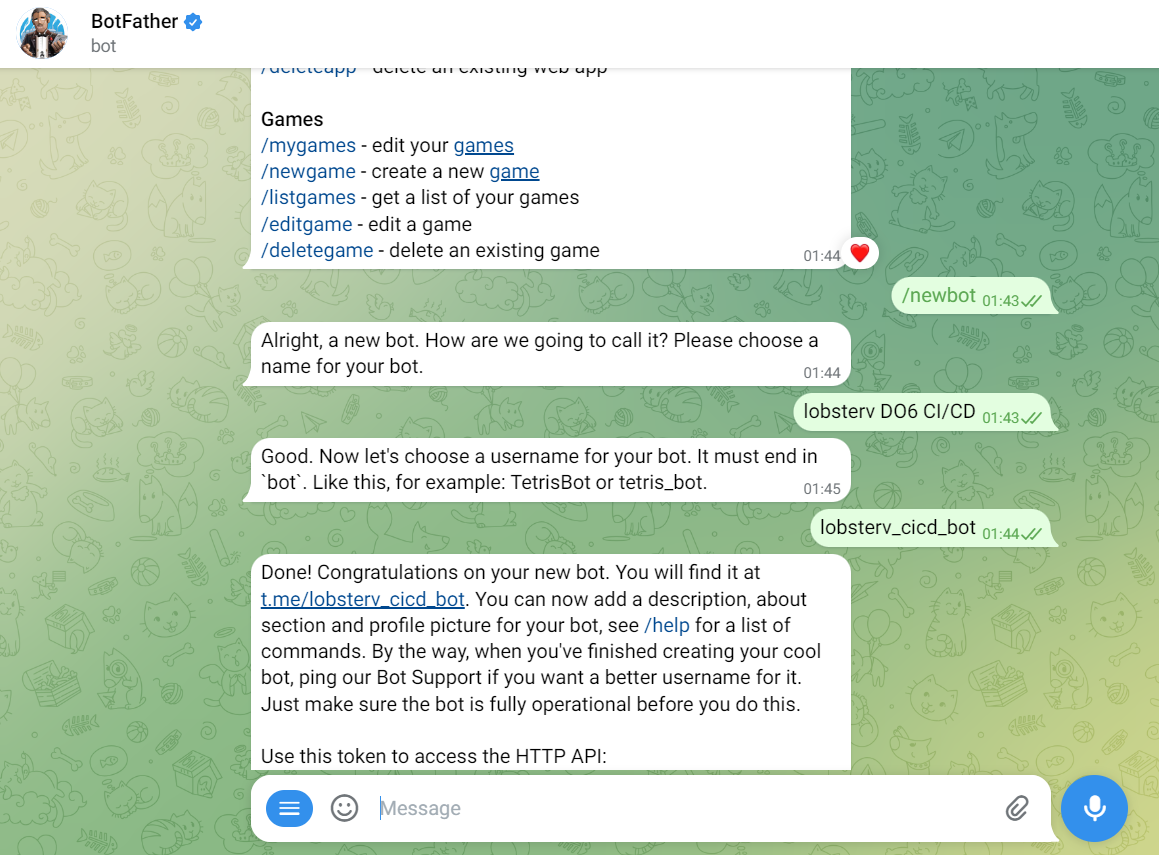 BotFather
bot
/deleteapp - delete an existing web app
Games
/mygames - edit your games
/newgame - create a new game
/listgames - get a list of your games
/editgame - edit a game
/deletegame - delete an existing game
01:44
/newbot 01:43
Alright, a new bot. How are we going to call it? Please choose a
name for your bot.
01:44
lobsterv DO6 CI/CD 01:43
Good. Now let's choose a username for your bot. It must end in
`bot`. Like this, for example: TetrisBot or tetris_bot.
01:45
lobsterv_cicd_bot 01:44
Done! Congratulations on your new bot. You will find it at
t.me/lobsterv_cicd_bot. You can now add a description, about
section and profile picture for your bot, see /help for a list of
commands. By the way, when you've finished creating your cool
bot, ping our Bot Support if you want a better username for it.
Just make sure the bot is fully operational before you do this.
Use this token to access the HTTP API:
Message